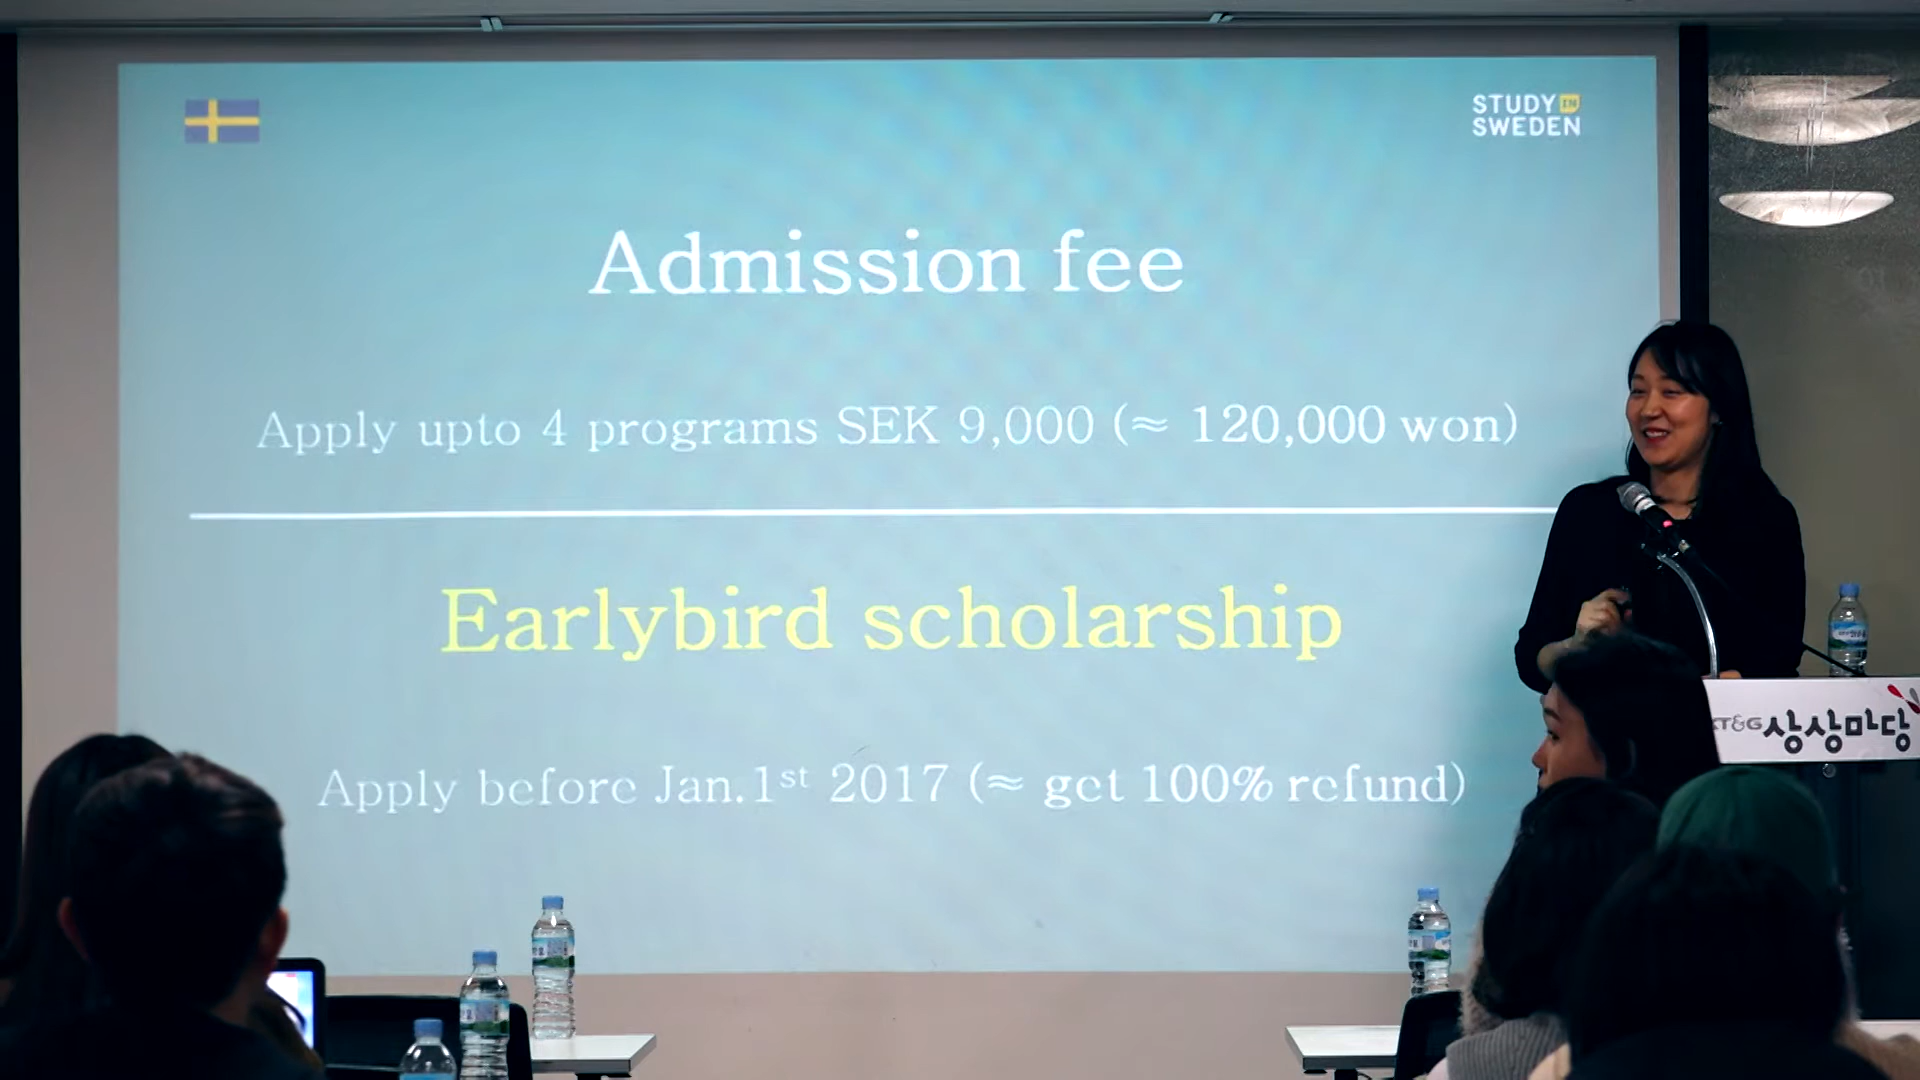 STUDY IN
SWEDEN
Admission fee
Apply upto 4 programs SEK 9,000 (≈ 120,000 won)
Earlybird scholarship
Apply before Jan.1st 2017 (≈ get 100% refund)
KT&G 상상마당